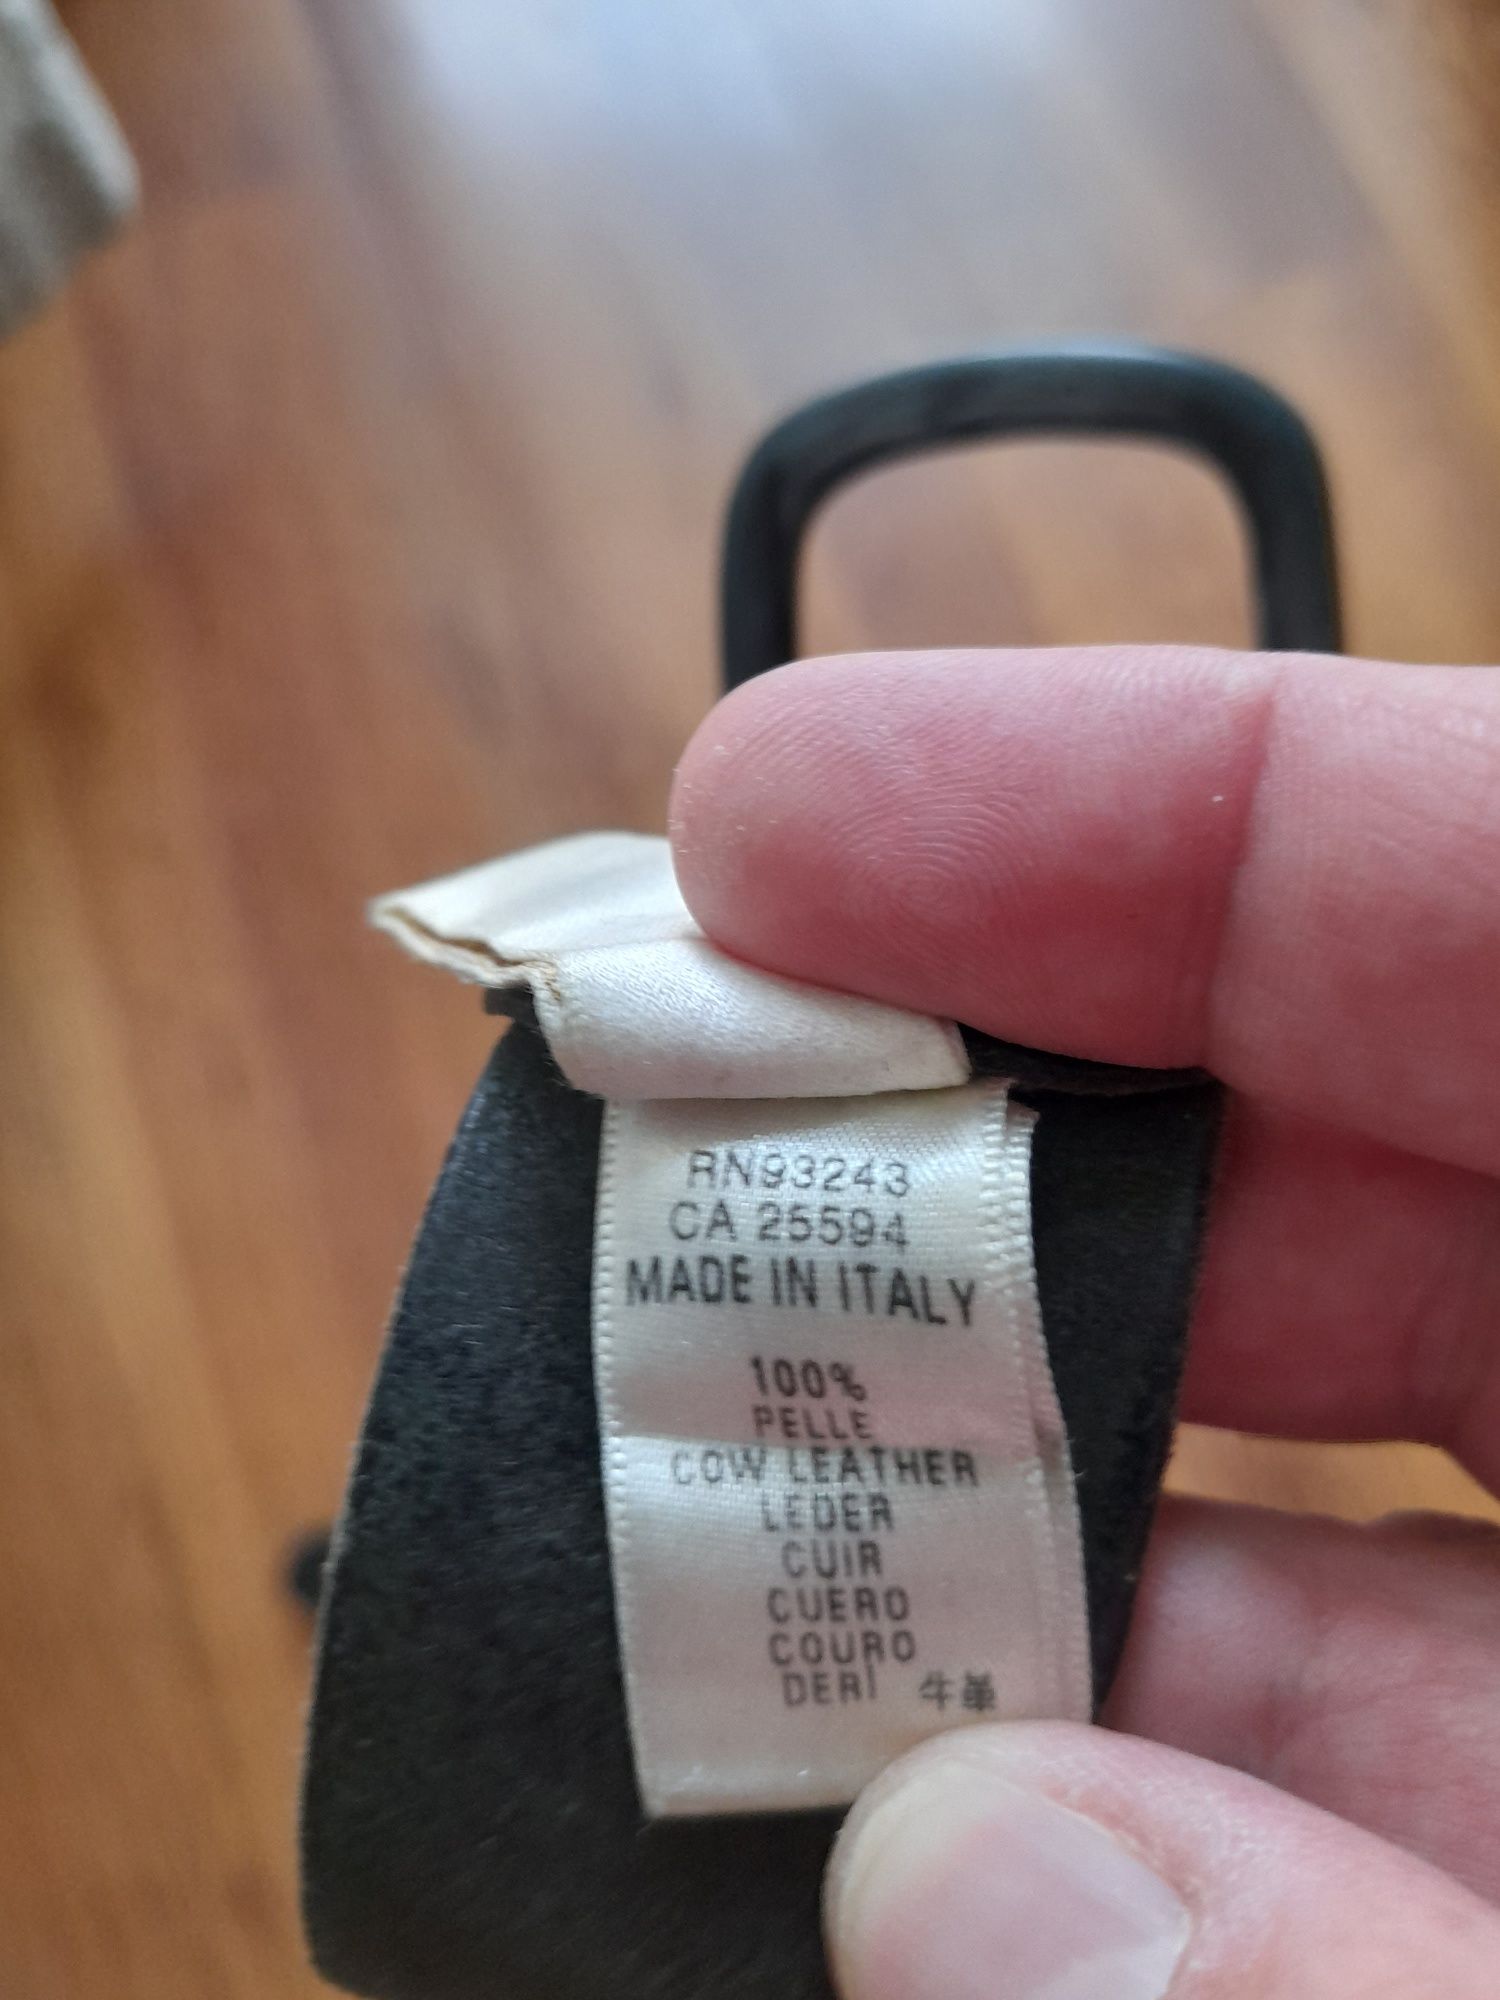 RN93243
CA 25594
MADE IN ITALY
100%
PELLE
COW LEATHER
LEDER
CUIR
CUERO
COURO
DERİ 牛革